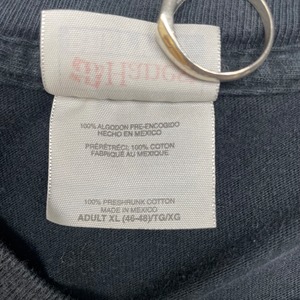 100% ALGODON PRE-ENCOGIDO
HECHO EN MEXICO
PRÉRÉTRÉCI; 100% COTON
FABRIQUÉ AU MEXIQUE
100% PRESHRUNK COTTON
MADE IN MEXICO
ADULT XL (46-48)/TG/XG